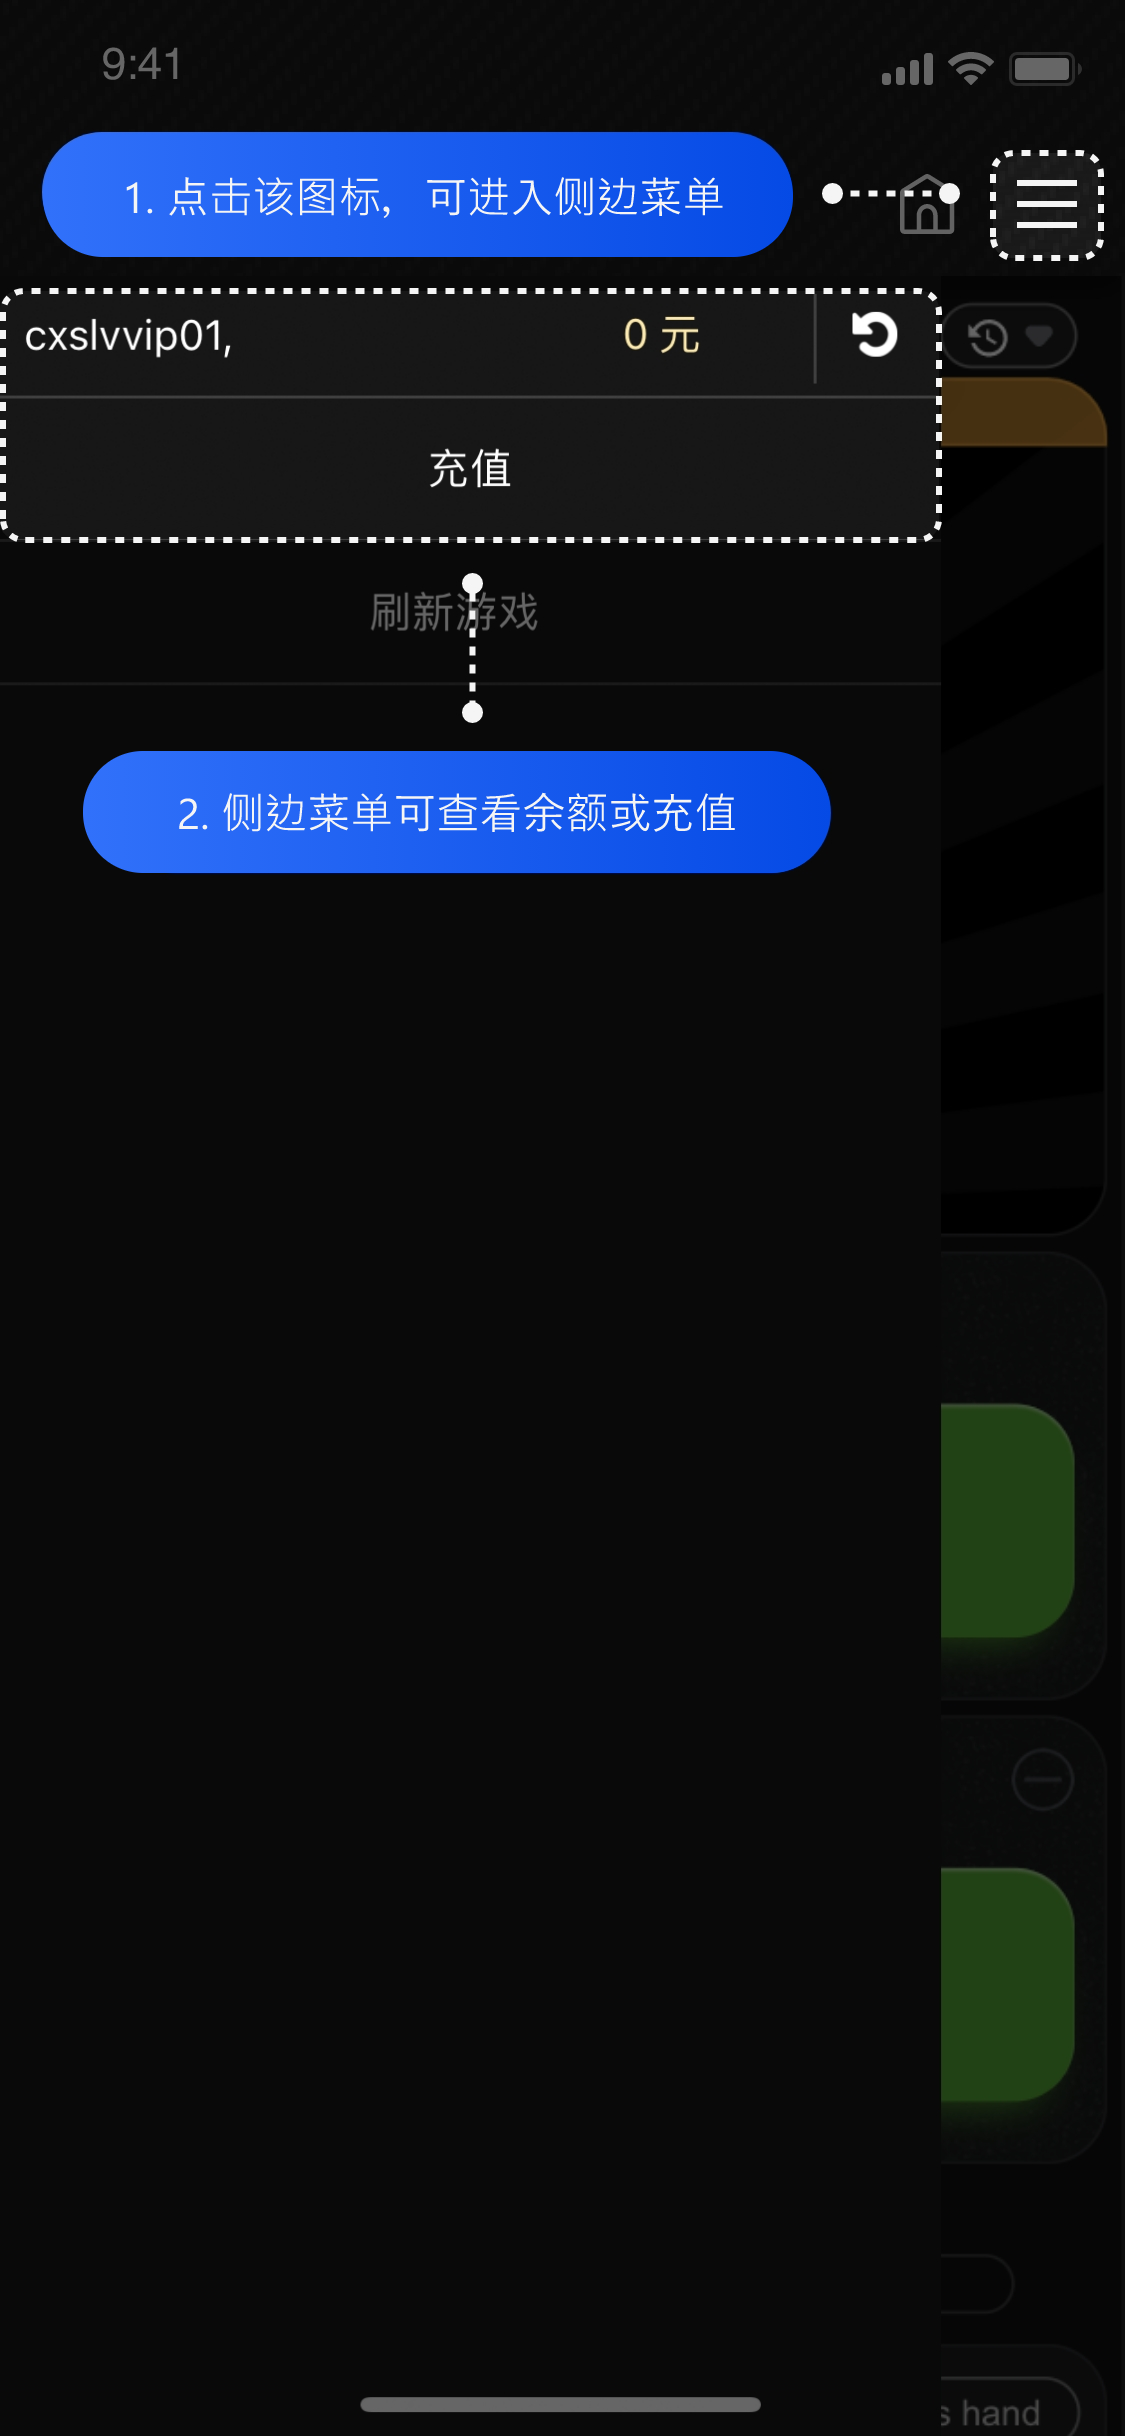 9:41
1. 点击该图标，可进入侧边菜单
cxslvvip01,
0 元
充值
刷新游戏
2. 侧边菜单可查看余额或充值
s hand